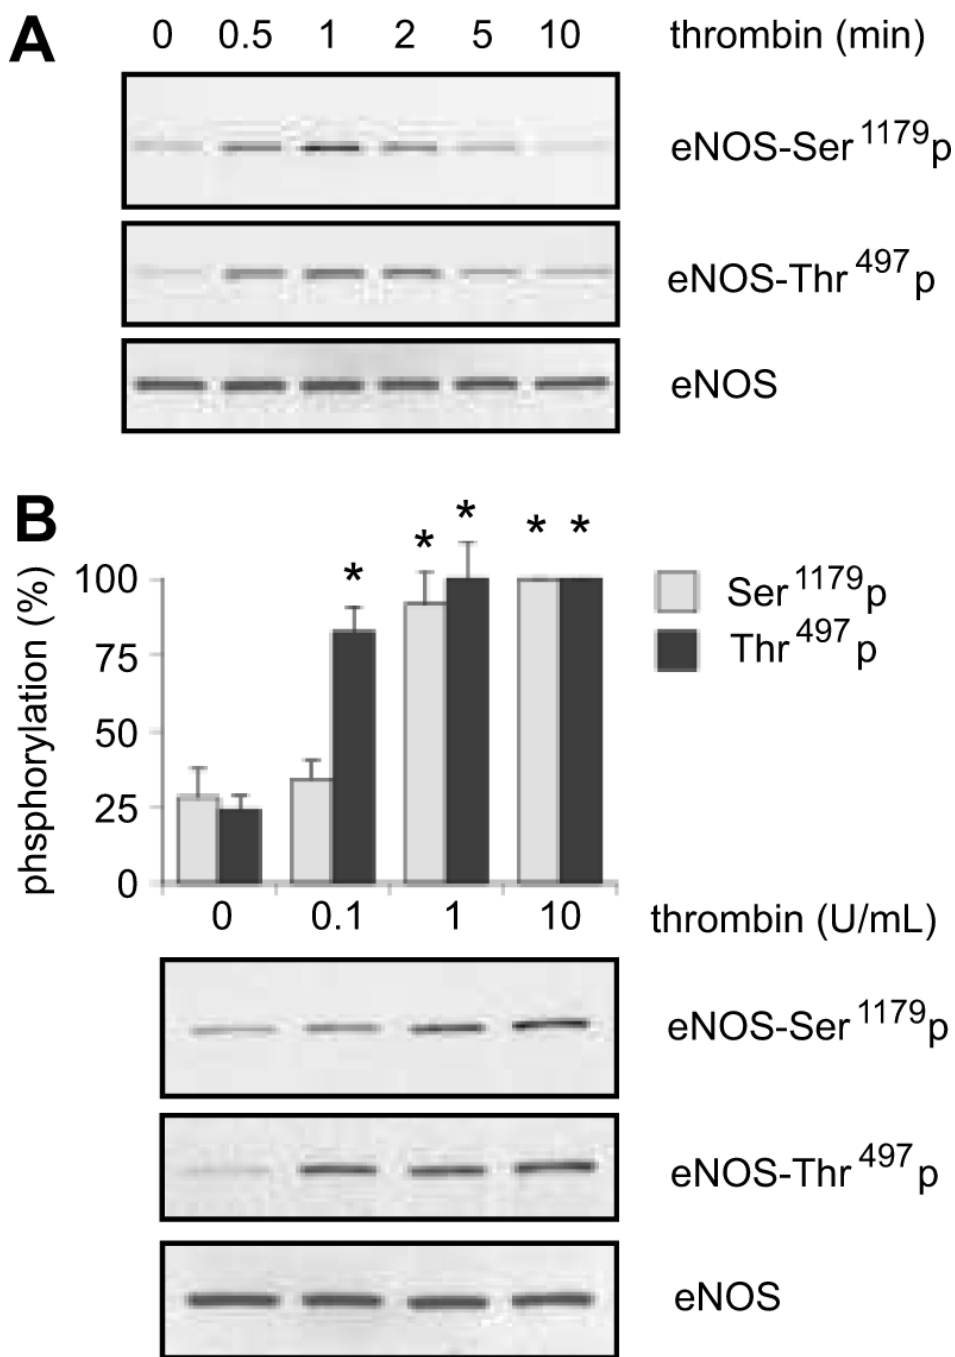 A
0 0.5 1 2 5 10 thrombin (min)
eNOS-Ser 1179p
eNOS-Thr 497p
eNOS
B
phsphorylation (%)
100
75
50
25
0
* * * * *
Ser 1179p
Thr 497p
0 0.1 1 10 thrombin (U/mL)
eNOS-Ser 1179p
eNOS-Thr 497p
eNOS